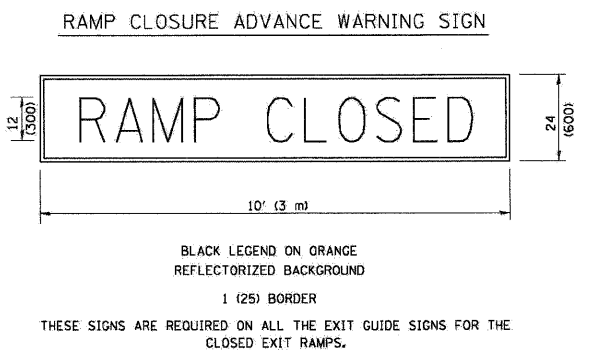 RAMP CLOSURE ADVANCE WARNING SIGN
12
(300)
RAMP CLOSED
24
(600)
10' (3 m)
BLACK LEGEND ON ORANGE
REFLECTORIZED BACKGROUND
1 (25) BORDER
THESE SIGNS ARE REQUIRED ON ALL THE EXIT GUIDE SIGNS FOR THE
CLOSED EXIT RAMPS.